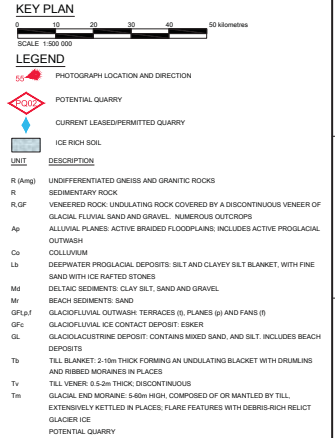 KEY PLAN
0 10 20 30 40 50 kilometres
SCALE 1:500 000
LEGEND
55 PHOTOGRAPH LOCATION AND DIRECTION
PQ02 POTENTIAL QUARRY
CURRENT LEASED/PERMITTED QUARRY
ICE RICH SOIL
UNIT DESCRIPTION
R (Amg) UNDIFFERENTIATED GNEISS AND GRANITIC ROCKS
R SEDIMENTARY ROCK
R,GF VENEERED ROCK: UNDULATING ROCK COVERED BY A DISCONTINUOUS VENEER OF
GLACIAL FLUVIAL SAND AND GRAVEL. NUMEROUS OUTCROPS
Ap ALLUVIAL PLANES: ACTIVE BRAIDED FLOODPLAINS; INCLUDES ACTIVE PROGLACIAL
OUTWASH
Co COLLUVIUM
Lb DEEPWATER PROGLACIAL DEPOSITS: SILT AND CLAYEY SILT BLANKET, WITH FINE
SAND WITH ICE RAFTED STONES
Md DELTAIC SEDIMENTS: CLAY SILT, SAND AND GRAVEL
Mr BEACH SEDIMENTS: SAND
GFt,p,f GLACIOFLUVIAL OUTWASH: TERRACES (t), PLANES (p) AND FANS (f)
GFc GLACIOFLUVIAL ICE CONTACT DEPOSIT: ESKER
GL GLACIOLACUSTRINE DEPOSIT: CONTAINS MIXED SAND, AND SILT. INCLUDES BEACH
DEPOSITS
Tb TILL BLANKET: 2-10m THICK FORMING AN UNDULATING BLACKET WITH DRUMLINS
AND RIBBED MORAINES IN PLACES
Tv TILL VENER: 0.5-2m THICK; DISCONTINUOUS
Tm GLACIAL END MORAINE: 5-60m HIGH, COMPOSED OF OR MANTLED BY TILL,
EXTENSIVELY KETTLED IN PLACES; FLARE FEATURES WITH DEBRIS-RICH RELICT
GLACIER ICE
POTENTIAL QUARRY